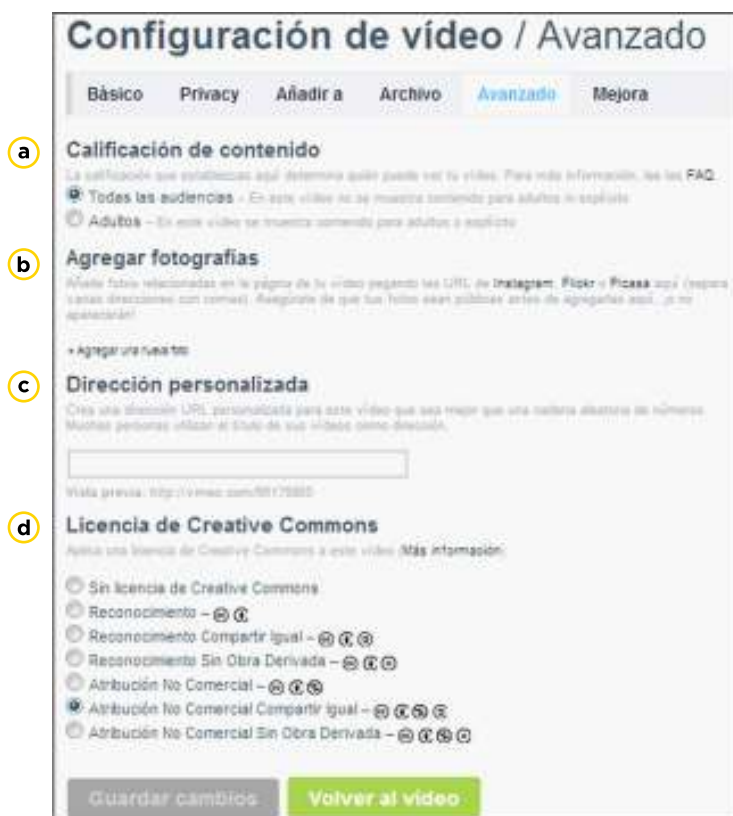 Configuración de vídeo / Avanzado
Básico Privacy Añadir a Archivo Avanzado Mejora
a
Calificación de contenido
La calificación que establezcas aquí determina quién puede ver tu vídeo. Para más información, lee las FAQ.
Todas las audiencias – En este vídeo no se muestra contenido para adultos o explícito
Adultos – En este vídeo se muestra contenido para adultos o explícito
b
Agregar fotografías
Añade fotos relacionadas en la página de tu vídeo pegando las URL de Instagram, Flickr o Picasa aquí (separa
varias direcciones con comas). Asegúrate de que tus fotos sean públicas antes de agregarlas aquí, ¡o no
aparecerán!
+ Agregar una nueva foto
c
Dirección personalizada
Crea una dirección URL personalizada para este vídeo que sea mejor que una cadena aleatoria de números.
Muchas personas utilizan el título de sus vídeos como dirección.
Vista previa: http://vimeo.com/
d
Licencia de Creative Commons
Aplica una licencia de Creative Commons a este vídeo (Más información)
Sin licencia de Creative Commons
Reconocimiento –
Reconocimiento Compartir Igual –
Reconocimiento Sin Obra Derivada –
Atribución No Comercial –
Atribución No Comercial Compartir Igual –
Atribución No Comercial Sin Obra Derivada –
Guardar cambios Volver al vídeo